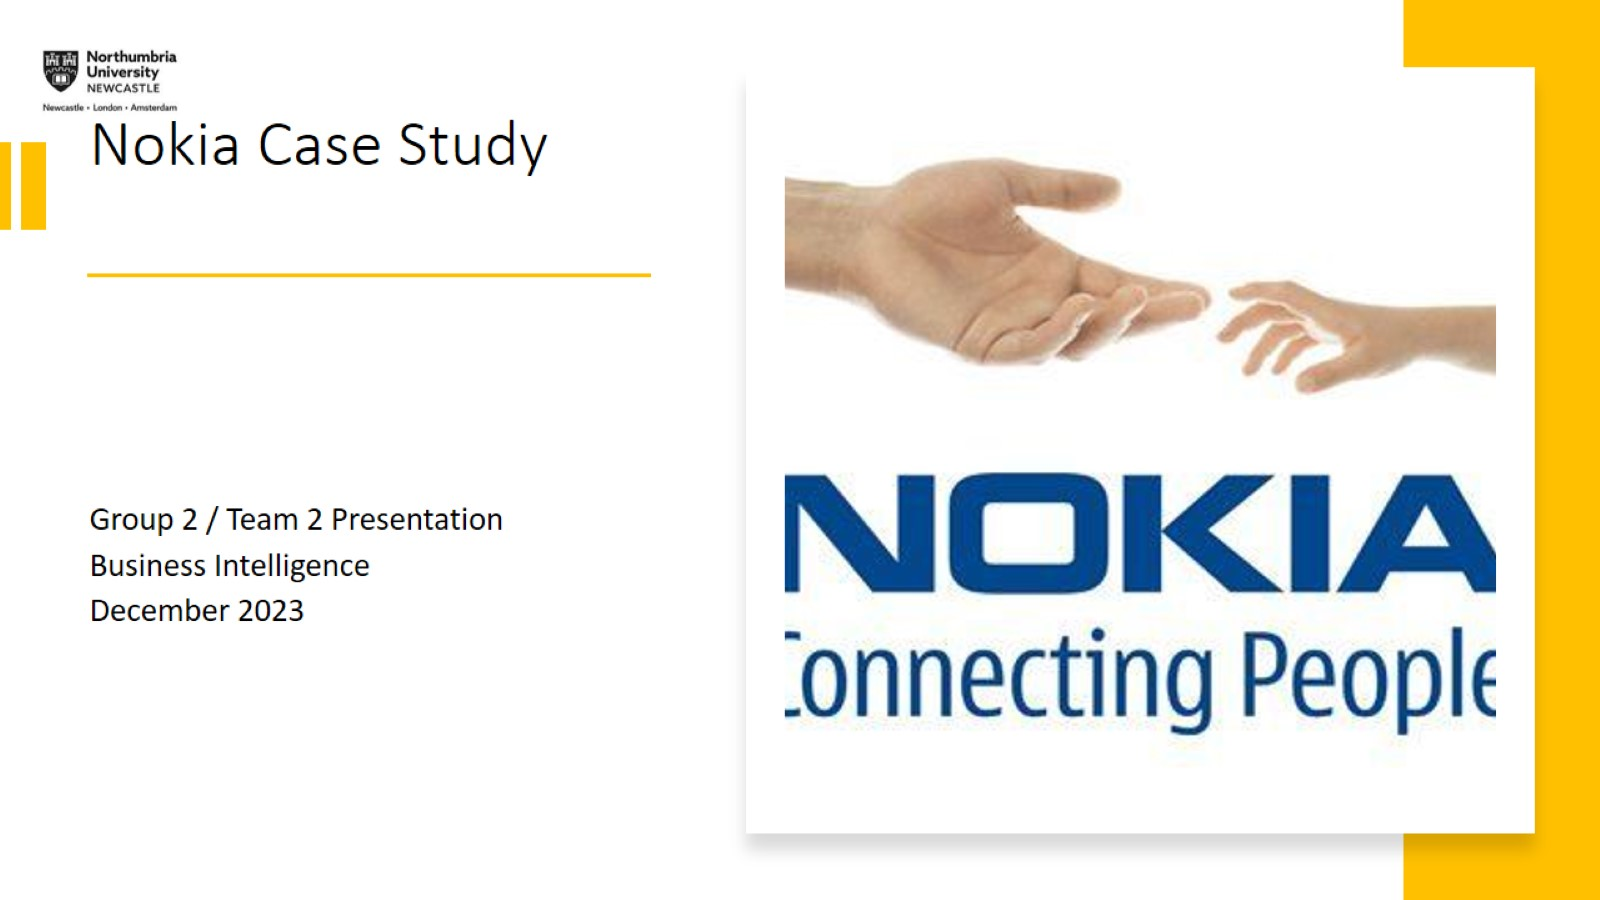 Northumbria
University
NEWCASTLE
Newcastle • London • Amsterdam
Nokia Case Study
Group 2 / Team 2 Presentation
Business Intelligence
December 2023
NOKIA
Connecting People